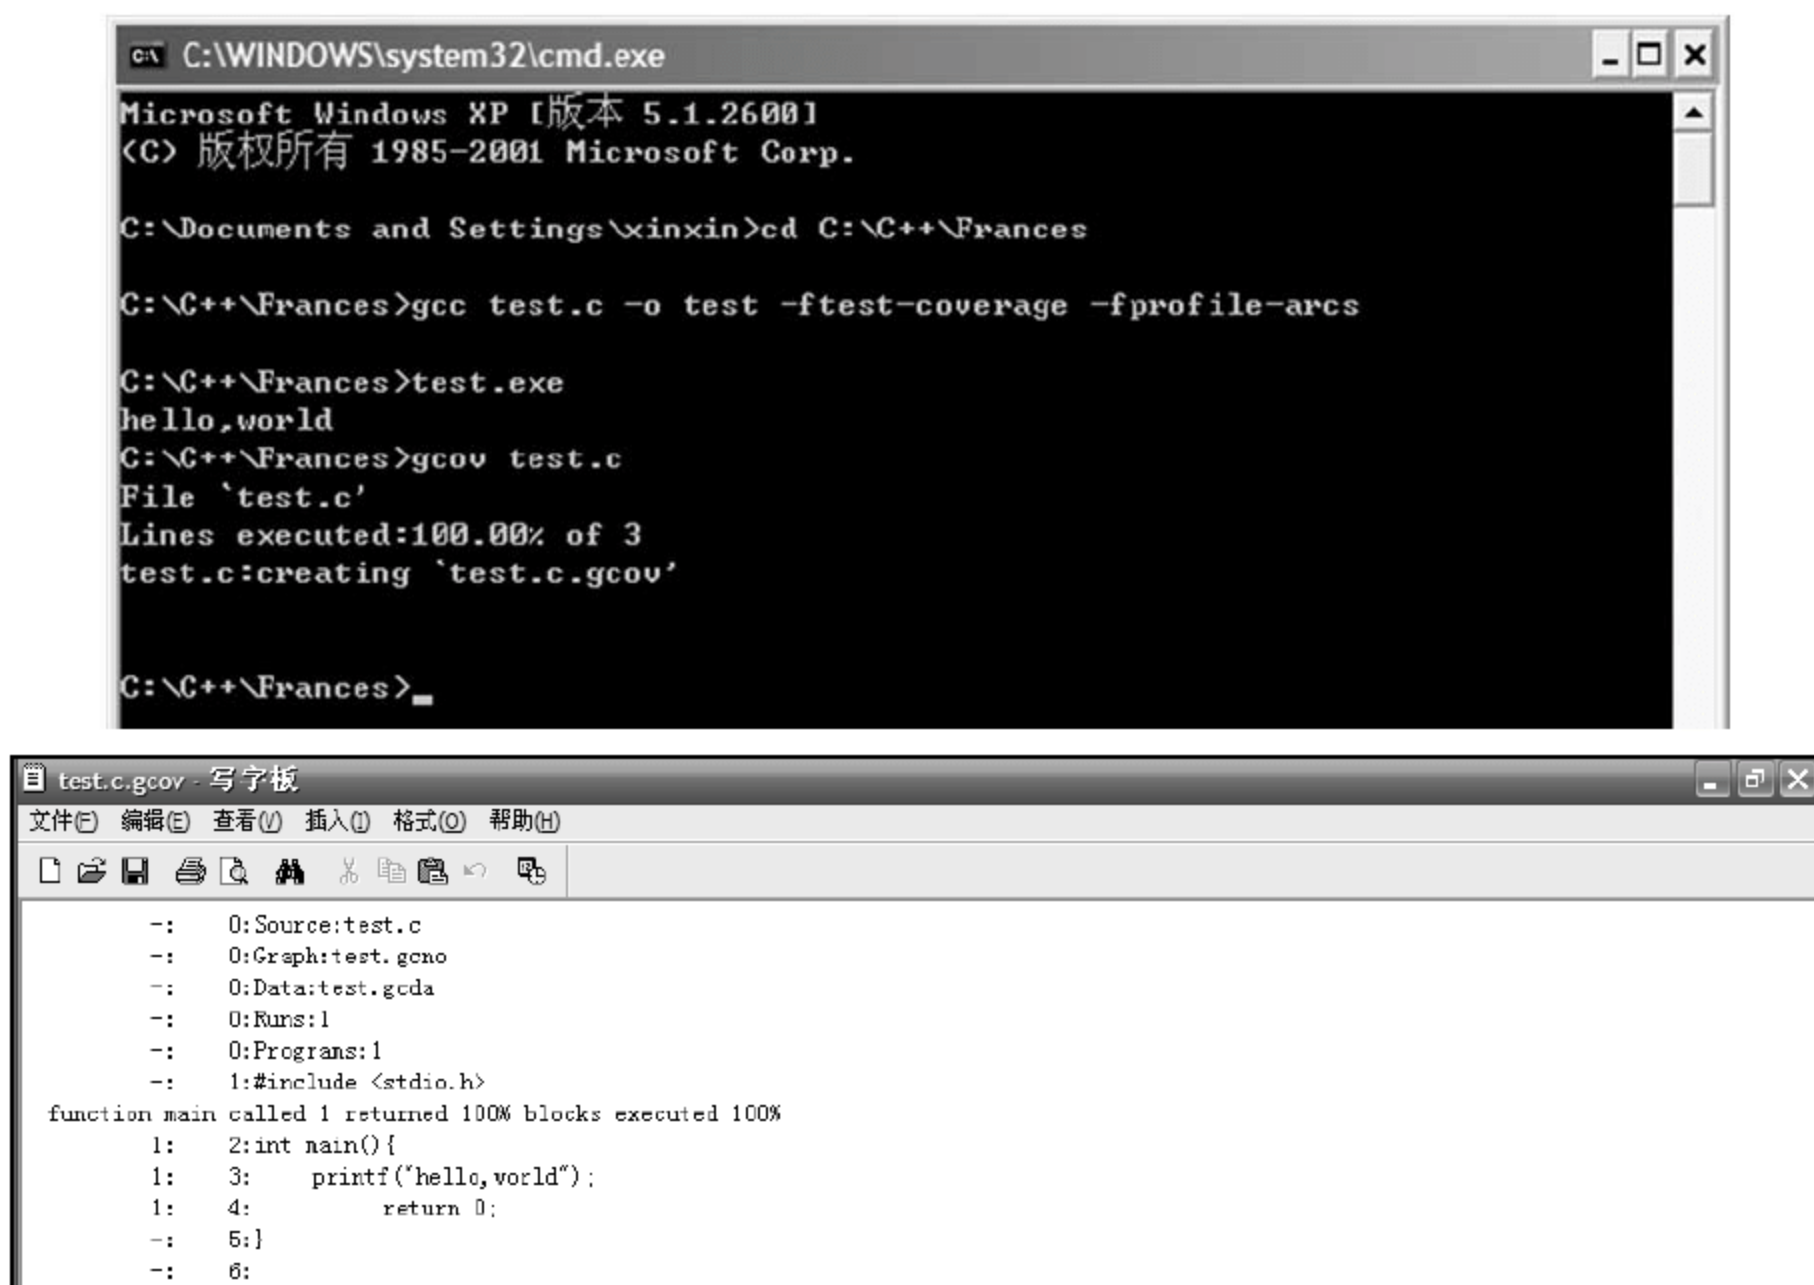 C:\WINDOWS\system32\cmd.exe
Microsoft Windows XP [版本 5.1.2600]
(C) 版权所有 1985-2001 Microsoft Corp.
C:\Documents and Settings\xinxin>cd C:\C++\Frances
C:\C++\Frances>gcc test.c -o test -ftest-coverage -fprofile-arcs
C:\C++\Frances>test.exe
hello,world
C:\C++\Frances>gcov test.c
File `test.c'
Lines executed:100.00% of 3
test.c:creating `test.c.gcov'
C:\C++\Frances>_
test.c.gcov - 写字板
文件(F) 编辑(E) 查看(V) 插入(I) 格式(O) 帮助(H)
-: 0:Source:test.c
-: 0:Graph:test.gcno
-: 0:Data:test.gcda
-: 0:Runs:1
-: 0:Programs:1
-: 1:#include <stdio.h>
function main called 1 returned 100% blocks executed 100%
1: 2:int main(){
1: 3: printf("hello,world");
1: 4: return 0;
-: 5:}
-: 6: